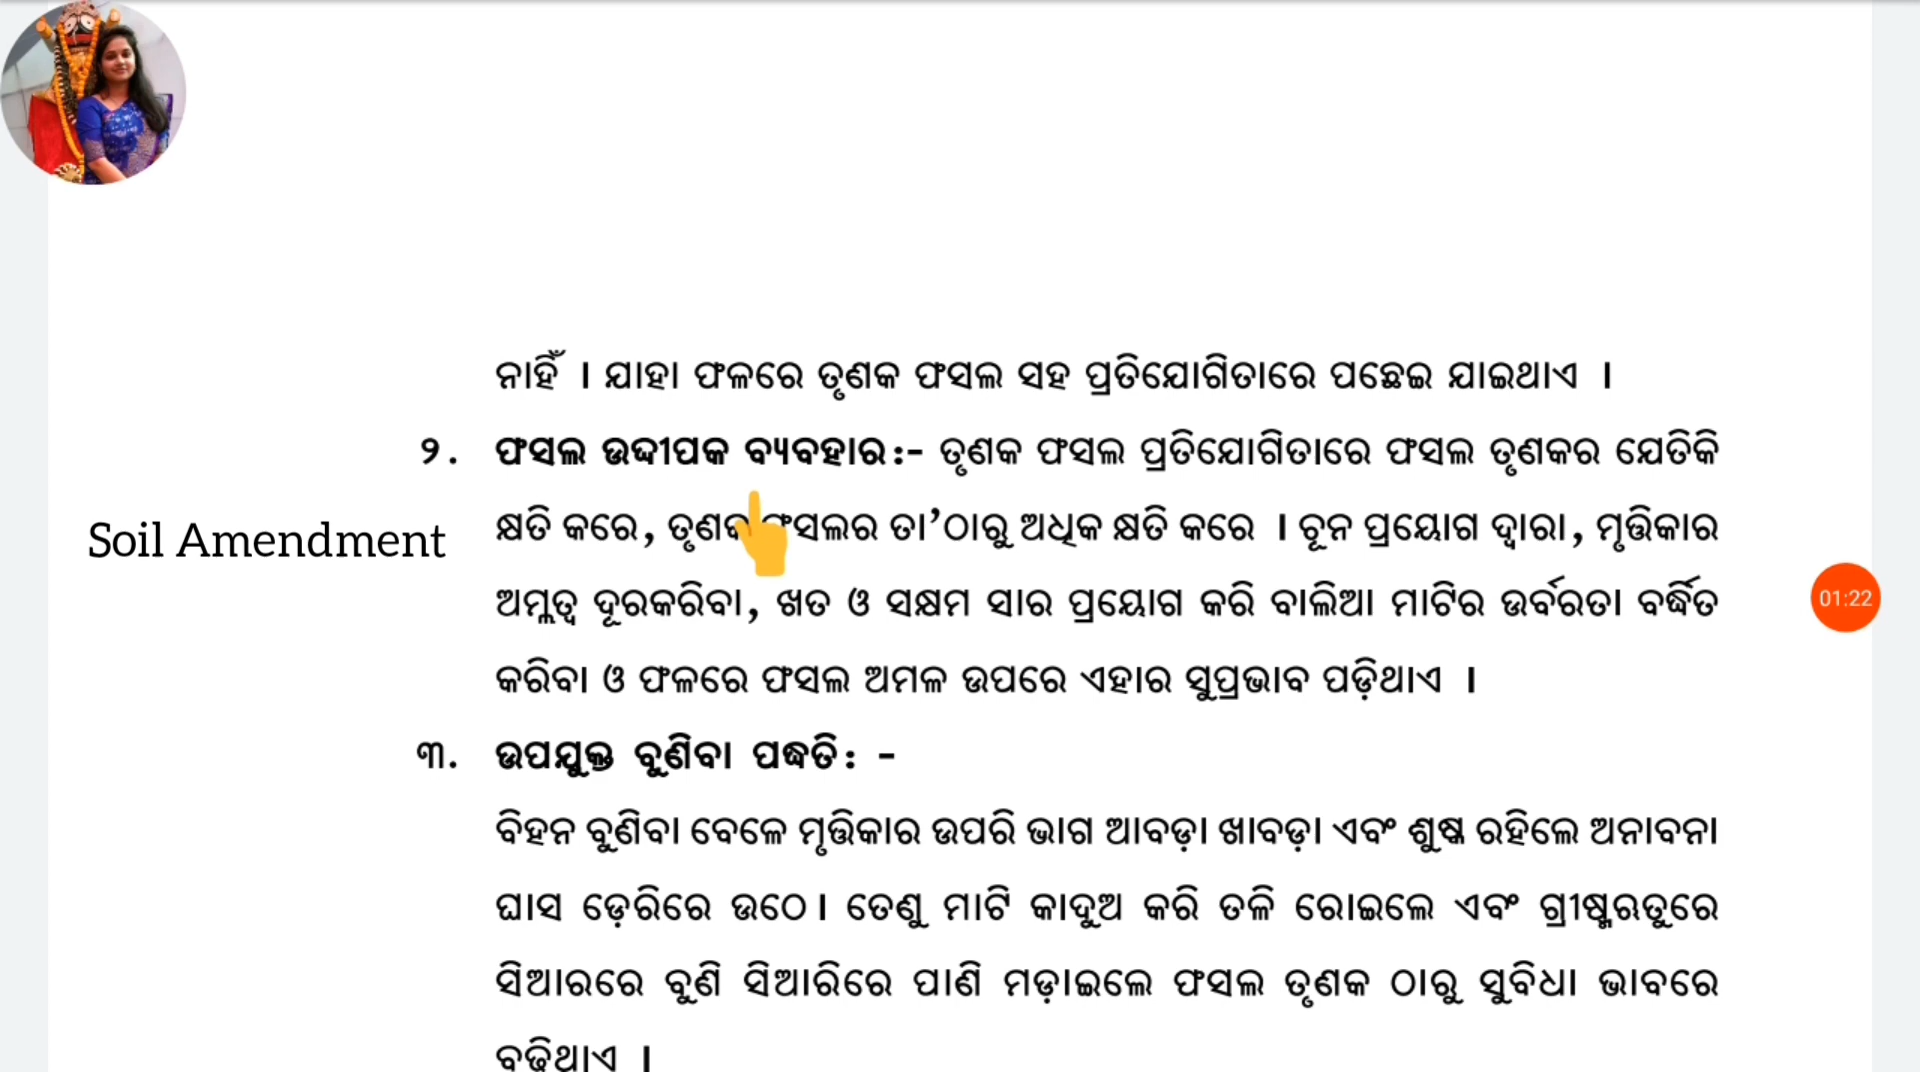 ନାହିଁ । ଯାହା ଫଳରେ ତୃଣକ ଫସଲ ସହ ପ୍ରତିଯୋଗିତାରେ ପଛେଇ ଯାଇଥାଏ ।
୨. ଫସଲ ଉଦ୍ଦୀପକ ବ୍ୟବହାର:- ତୃଣକ ଫସଲ ପ୍ରତିଯୋଗିତାରେ ଫସଲ ତୃଣକର ଯେତିକି
Soil Amendment
କ୍ଷତି କରେ, ତୃଣକ ଫସଲର ତା’ଠାରୁ ଅଧିକ କ୍ଷତି କରେ । ଚୂନ ପ୍ରୟୋଗ ଦ୍ୱାରା, ମୃତ୍ତିକାର
ଅମ୍ଳତ୍ୱ ଦୂରକରିବା, ଖତ ଓ ସକ୍ଷମ ସାର ପ୍ରୟୋଗ କରି ବାଲିଆ ମାଟିର ଉର୍ବରତା ବର୍ଦ୍ଧିତ
01:22
କରିବା ଓ ଫଳରେ ଫସଲ ଅମଳ ଉପରେ ଏହାର ସୁପ୍ରଭାବ ପଡ଼ିଥାଏ ।
୩. ଉପଯୁକ୍ତ ବୁଣିବା ପଦ୍ଧତି: -
ବିହନ ବୁଣିବା ବେଳେ ମୃତ୍ତିକାର ଉପରି ଭାଗ ଆବଡ଼ା ଖାବଡ଼ା ଏବଂ ଶୁଷ୍କ ରହିଲେ ଅନାବନା
ଘାସ ଡ଼େରିରେ ଉଠେ। ତେଣୁ ମାଟି କାଦୁଅ କରି ତଳି ରୋଇଲେ ଏବଂ ଗ୍ରୀଷ୍ମଋତୁରେ
ସିଆରରେ ବୁଣି ସିଆରିରେ ପାଣି ମଡ଼ାଇଲେ ଫସଲ ତୃଣକ ଠାରୁ ସୁବିଧା ଭାବରେ
ବଢ଼ିଥାଏ ।